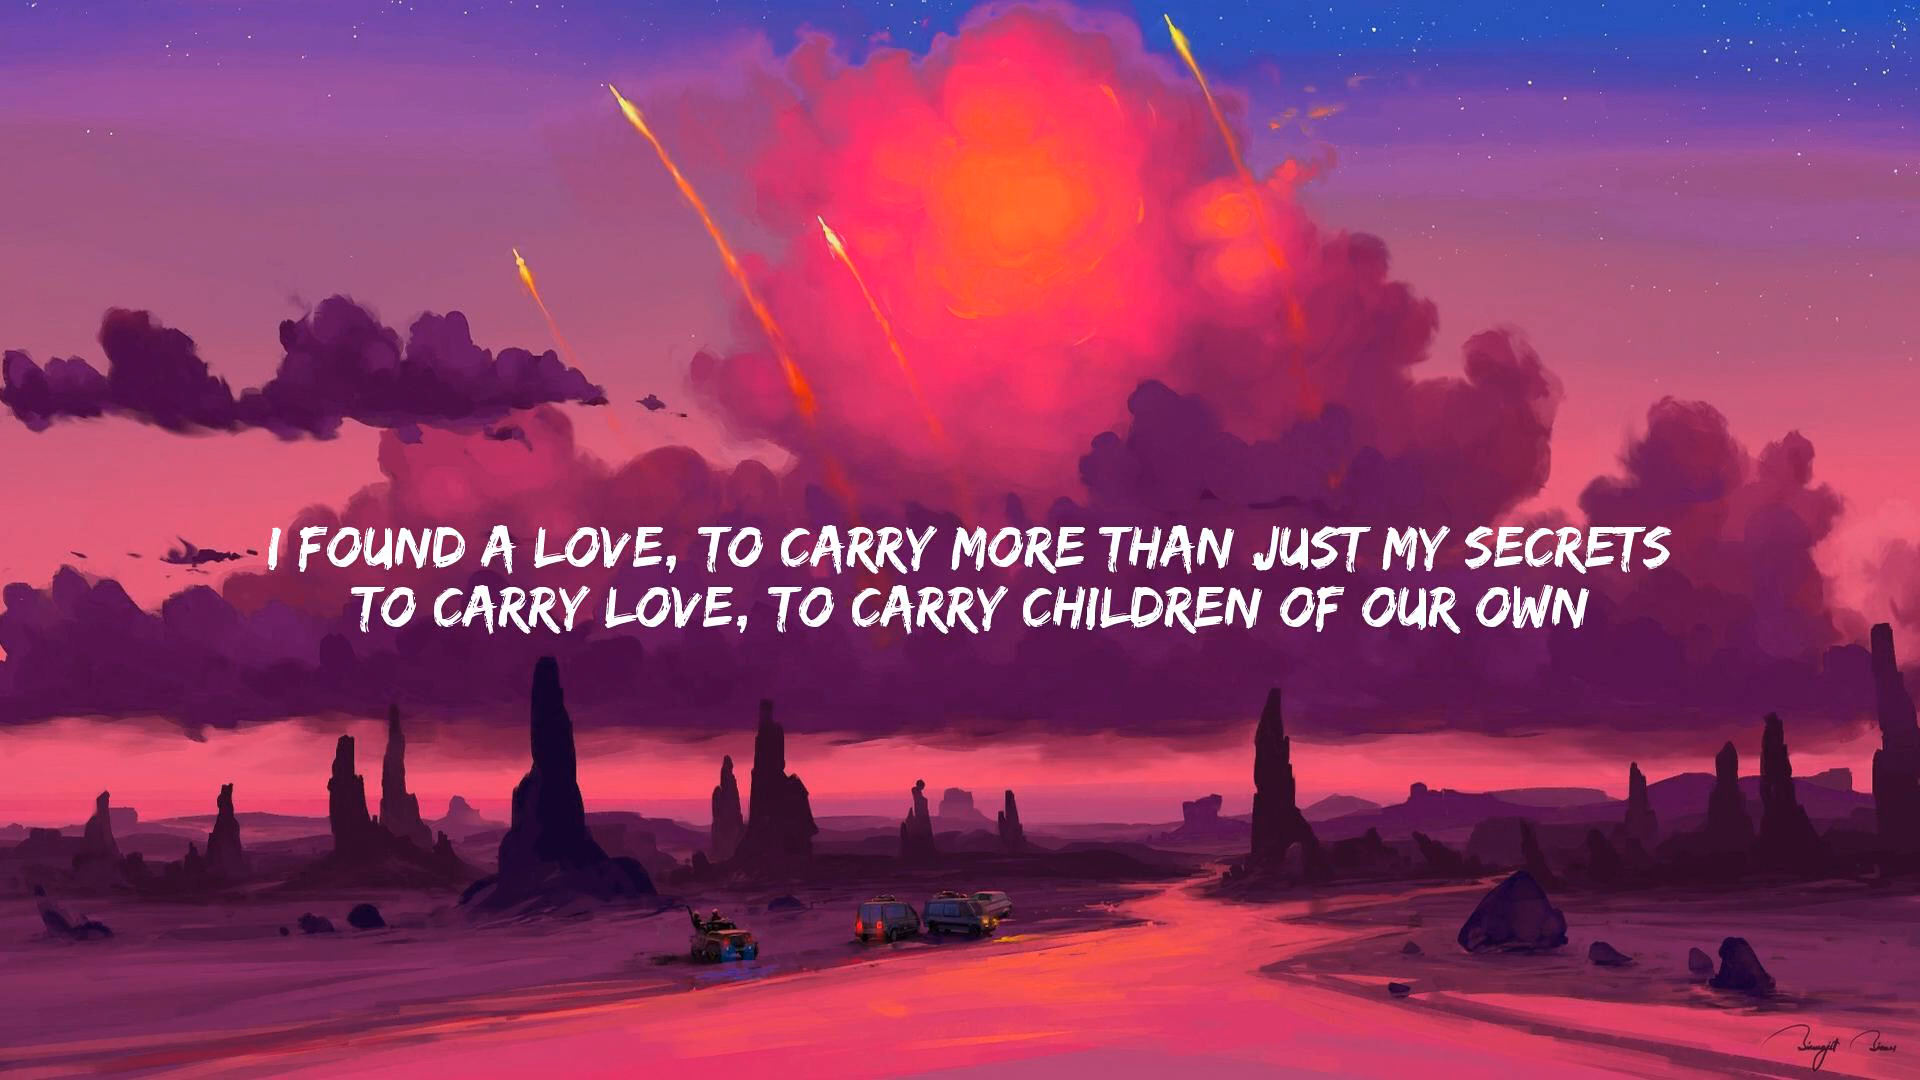 I FOUND A LOVE, TO CARRY MORE THAN JUST MY SECRETS
TO CARRY LOVE, TO CARRY CHILDREN OF OUR OWN